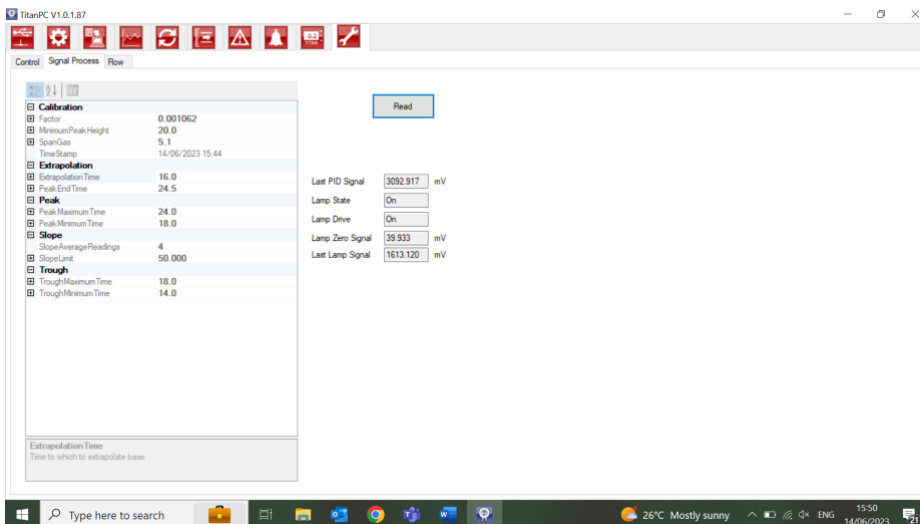 TitanPC V1.0.1.87
TITAN
Control Signal Process Flow
Calibration
Factor 0.001062
MinimumPeakHeight 20.0
SpanGas 5.1
TimeStamp 14/06/2023 15:44
Extrapolation
ExtrapolationTime 16.0
PeakEndTime 24.5
Peak
PeakMaximumTime 24.0
PeakMinimumTime 18.0
Slope
SlopeAverageReadings 4
SlopeLimit 50.000
Trough
TroughMaximumTime 18.0
TroughMinimumTime 14.0
ExtrapolationTime
Time to which to extrapolate base
Read
Last PID Signal 3092.917 mV
Lamp State On
Lamp Drive On
Lamp Zero Signal 39.933 mV
Last Lamp Signal 1613.120 mV
Type here to search
26°C Mostly sunny
ENG
15:50
14/06/2023
21